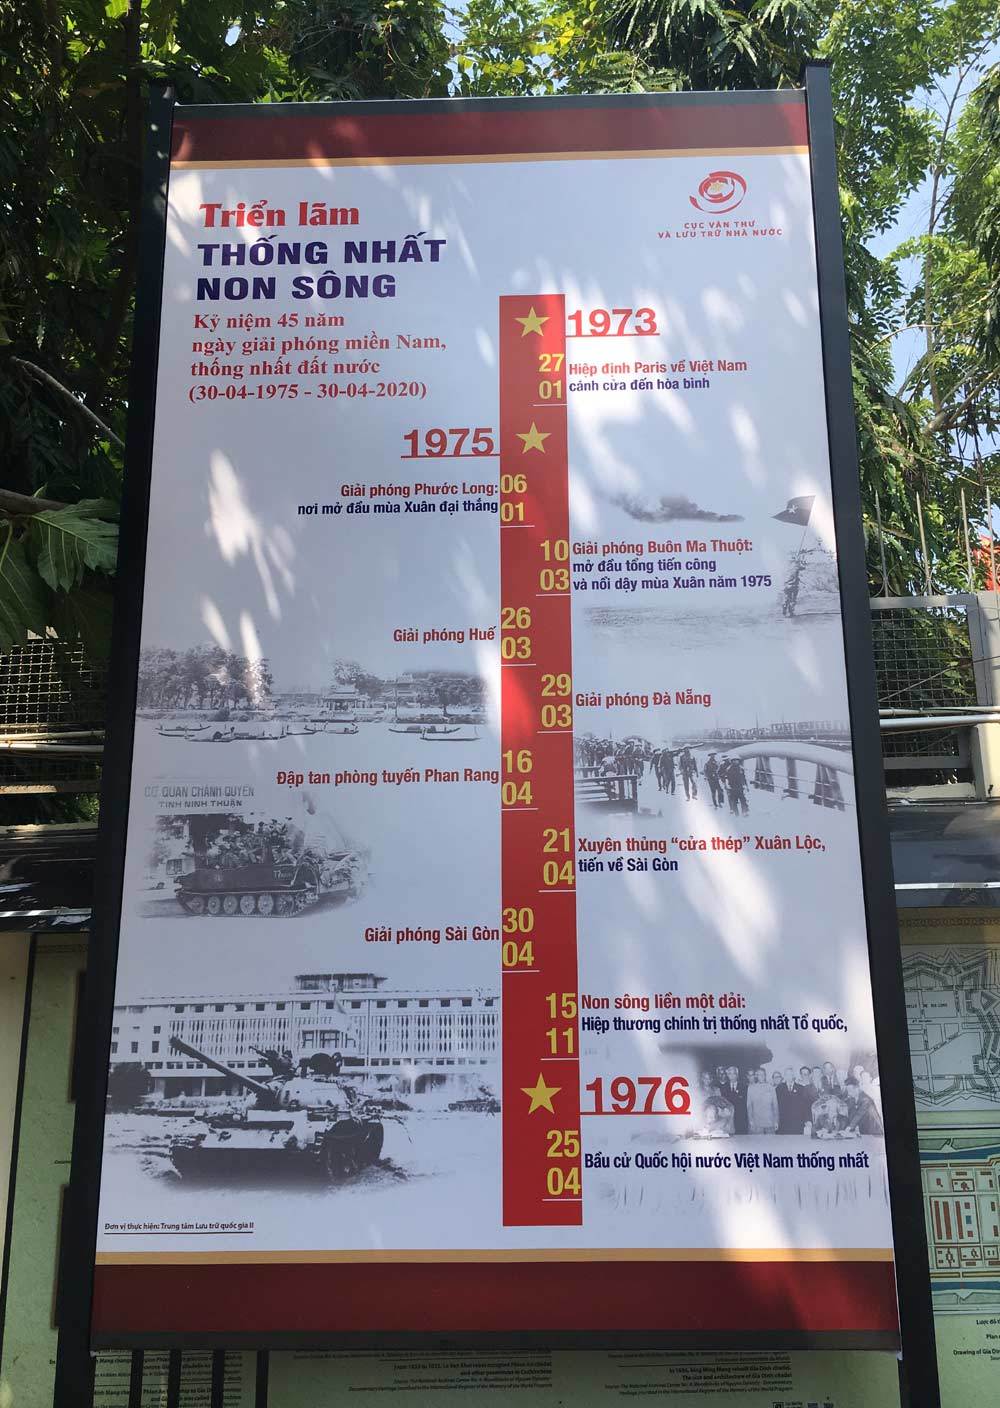 Triển lãm
THỐNG NHẤT
NON SÔNG
Kỷ niệm 45 năm
ngày giải phóng miền Nam,
thống nhất đất nước
(30-04-1975 - 30-04-2020)
CỤC VĂN THƯ
VÀ LƯU TRỮ NHÀ NƯỚC
1973
27
01
Hiệp định Paris về Việt Nam
cánh cửa đến hòa bình
1975
06
01
Giải phóng Phước Long:
nơi mở đầu mùa Xuân đại thắng
10
03
Giải phóng Buôn Ma Thuột:
mở đầu tổng tiến công
và nổi dậy mùa Xuân năm 1975
26
03
Giải phóng Huế
29
03
Giải phóng Đà Nẵng
16
04
Đập tan phòng tuyến Phan Rang
CƠ QUAN CHÁNH QUYỀN
TỈNH NINH THUẬN
21
04
Xuyên thủng “cửa thép” Xuân Lộc,
tiến về Sài Gòn
30
04
Giải phóng Sài Gòn
15
11
Non sông liền một dải:
Hiệp thương chính trị thống nhất Tổ quốc,
1976
25
04
Bầu cử Quốc hội nước Việt Nam thống nhất
Đơn vị thực hiện: Trung tâm Lưu trữ quốc gia II